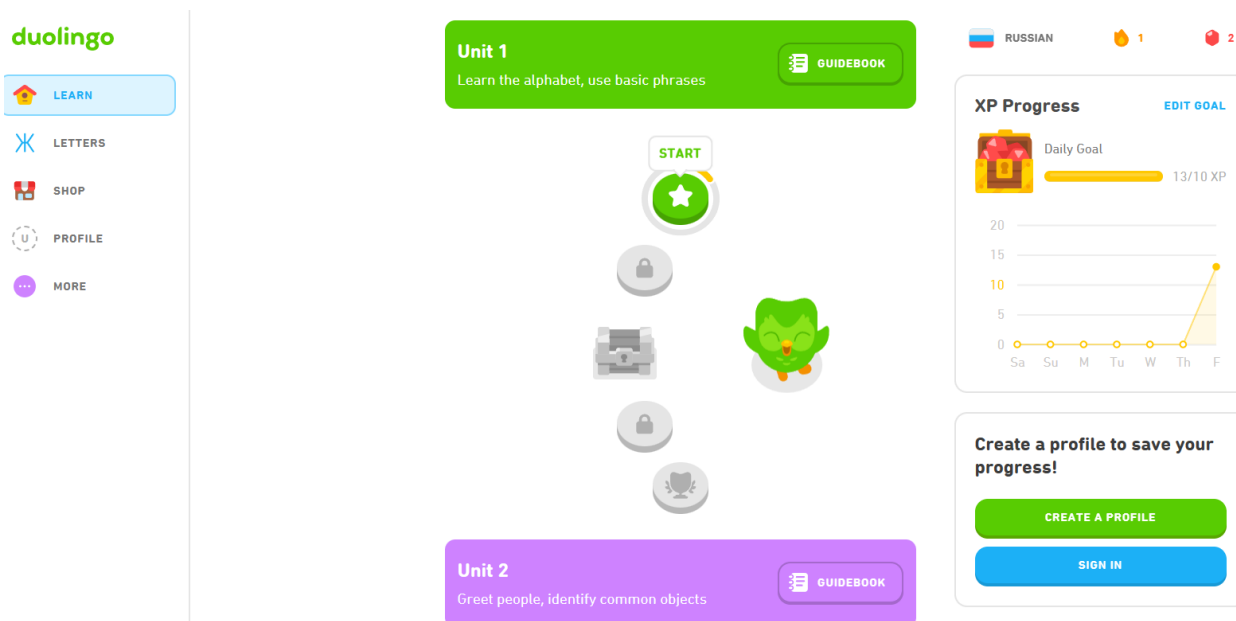 duolingo
LEARN
LETTERS
SHOP
U PROFILE
MORE
Unit 1
Learn the alphabet, use basic phrases
GUIDEBOOK
START
Unit 2
Greet people, identify common objects
GUIDEBOOK
RUSSIAN 1 2
XP Progress EDIT GOAL
Daily Goal
13/10 XP
20
15
10
5
0
Sa Su M Tu W Th F
Create a profile to save your
progress!
CREATE A PROFILE
SIGN IN